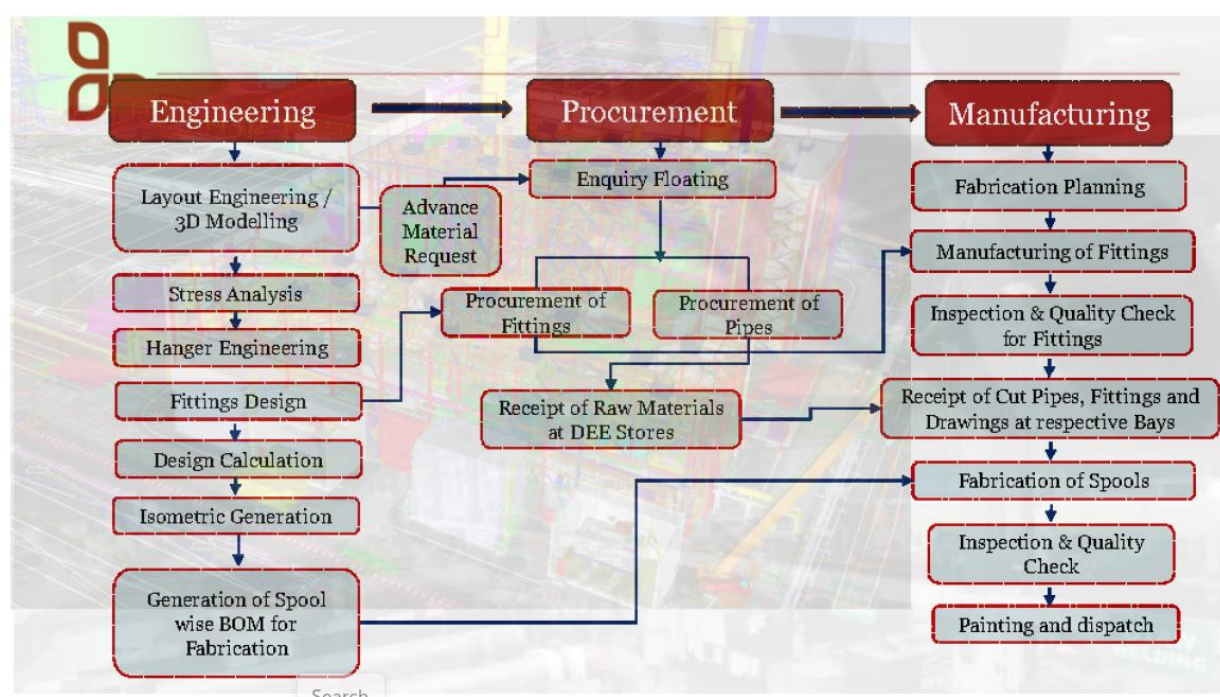 Engineering
Procurement
Manufacturing
Layout Engineering /
3D Modelling
Advance
Material
Request
Stress Analysis
Hanger Engineering
Fittings Design
Design Calculation
Isometric Generation
Generation of Spool
wise BOM for
Fabrication
Enquiry Floating
Procurement of
Fittings
Procurement of
Pipes
Receipt of Raw Materials
at DEE Stores
Fabrication Planning
Manufacturing of Fittings
Inspection & Quality Check
for Fittings
Receipt of Cut Pipes, Fittings and
Drawings at respective Bays
Fabrication of Spools
Inspection & Quality
Check
Painting and dispatch
WELDING
Search